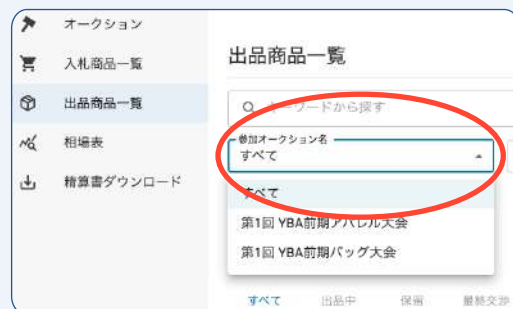 オークション
入札商品一覧
出品商品一覧
相場表
精算書ダウンロード
出品商品一覧
キーワードから探す
参加オークション名
すべて
すべて
第1回 YBA前期アパレル大会
第1回 YBA前期バッグ大会
すべて 出品中 保留 最終交渉